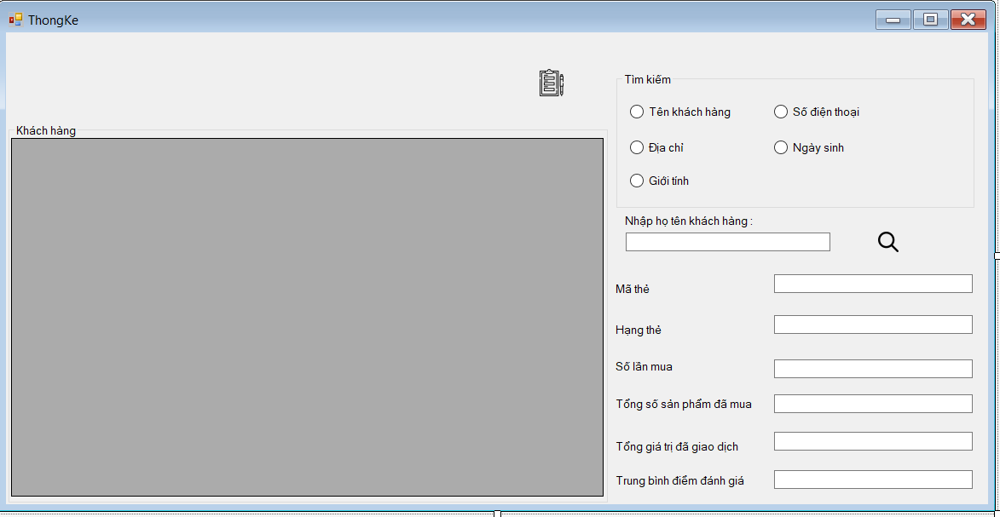 ThongKe
Khách hàng
Tìm kiếm
Tên khách hàng
Số điện thoại
Địa chỉ
Ngày sinh
Giới tính
Nhập họ tên khách hàng :
Mã thẻ
Hạng thẻ
Số lần mua
Tổng số sản phẩm đã mua
Tổng giá trị đã giao dịch
Trung bình điểm đánh giá